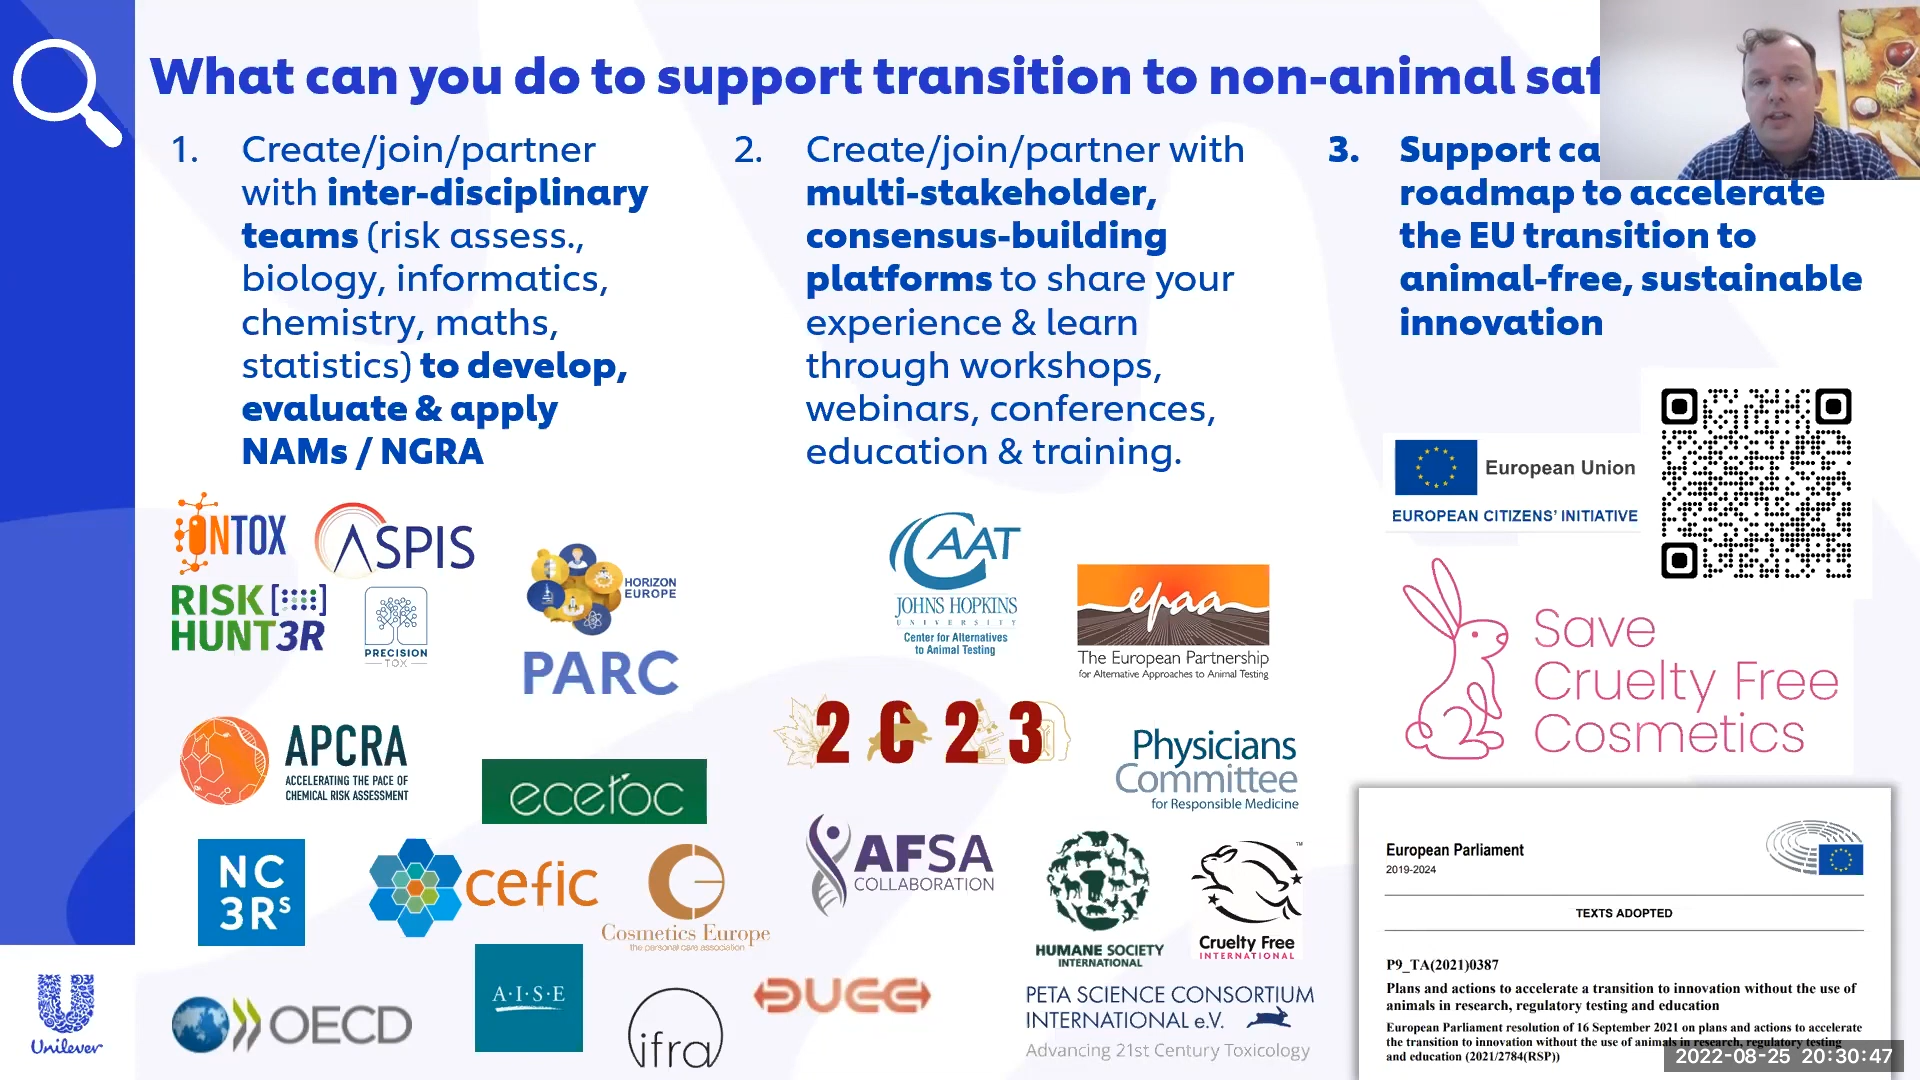 What can you do to support transition to non-animal saf
1. Create/join/partner
with inter-disciplinary
teams (risk assess.,
biology, informatics,
chemistry, maths,
statistics) to develop,
evaluate & apply
NAMs / NGRA
2. Create/join/partner with
multi-stakeholder,
consensus-building
platforms to share your
experience & learn
through workshops,
webinars, conferences,
education & training.
3. Support ca
roadmap to accelerate
the EU transition to
animal-free, sustainable
innovation
ONTOX
ASPIS
RISK
HUNT3R
PRECISION
TOX
HORIZON
EUROPE
PARC
APCRA
ACCELERATING THE PACE OF
CHEMICAL RISK ASSESSMENT
ecetoc
NC
3Rs
cefic
Cosmetics Europe
the personal care association
OECD
A.I.S.E
ifra
CAAT
JOHNS HOPKINS
UNIVERSITY
Center for Alternatives
to Animal Testing
epaa
The European Partnership
for Alternative Approaches to Animal Testing
2023
Physicians
Committee
for Responsible Medicine
AFSA
COLLABORATION
HUMANE SOCIETY
INTERNATIONAL
Cruelty Free
INTERNATIONAL
TM
DUCC
PETA SCIENCE CONSORTIUM
INTERNATIONAL e.V.
Advancing 21st Century Toxicology
European Union
EUROPEAN CITIZENS' INITIATIVE
Save
Cruelty Free
Cosmetics
European Parliament
2019-2024
TEXTS ADOPTED
P9_TA(2021)0387
Plans and actions to accelerate a transition to innovation without the use of
animals in research, regulatory testing and education
European Parliament resolution of 16 September 2021 on plans and actions to accelerate
the transition to innovation without the use of animals in research, regulatory testing
and education (2021/2784(RSP))
Unilever
2022-08-25 20:30:47